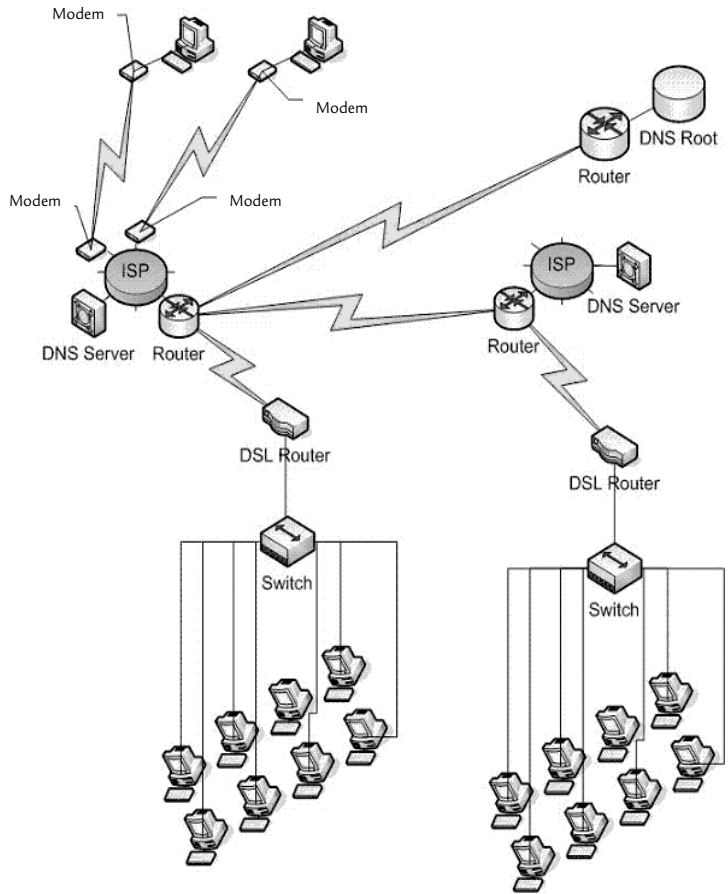 Modem
Modem
DNS Root
Router
Modem
Modem
ISP
ISP
DNS Server
DNS Server
Router
Router
DSL Router
DSL Router
Switch
Switch